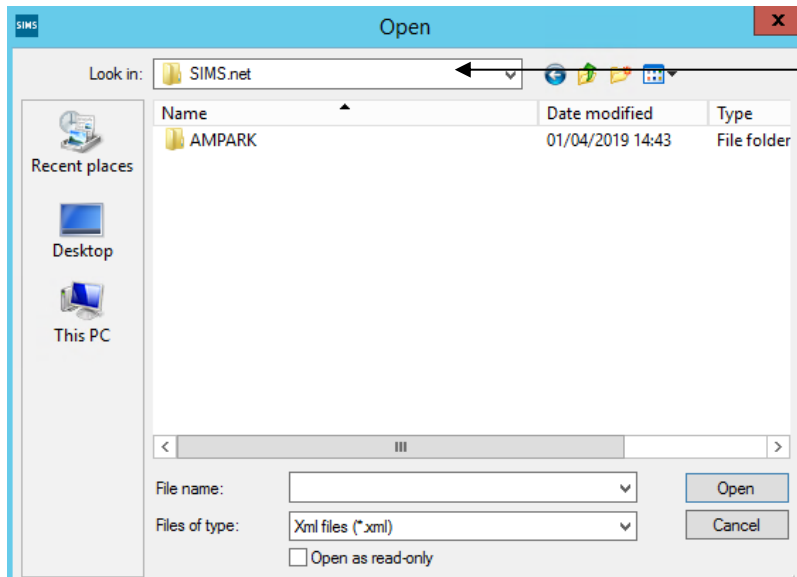 SIMS Open x
Look in: SIMS.net
Name Date modified Type
AMPARK 01/04/2019 14:43 File folder
Recent places
Desktop
This PC
File name: Open
Files of type: Xml files (*.xml) Cancel
Open as read-only